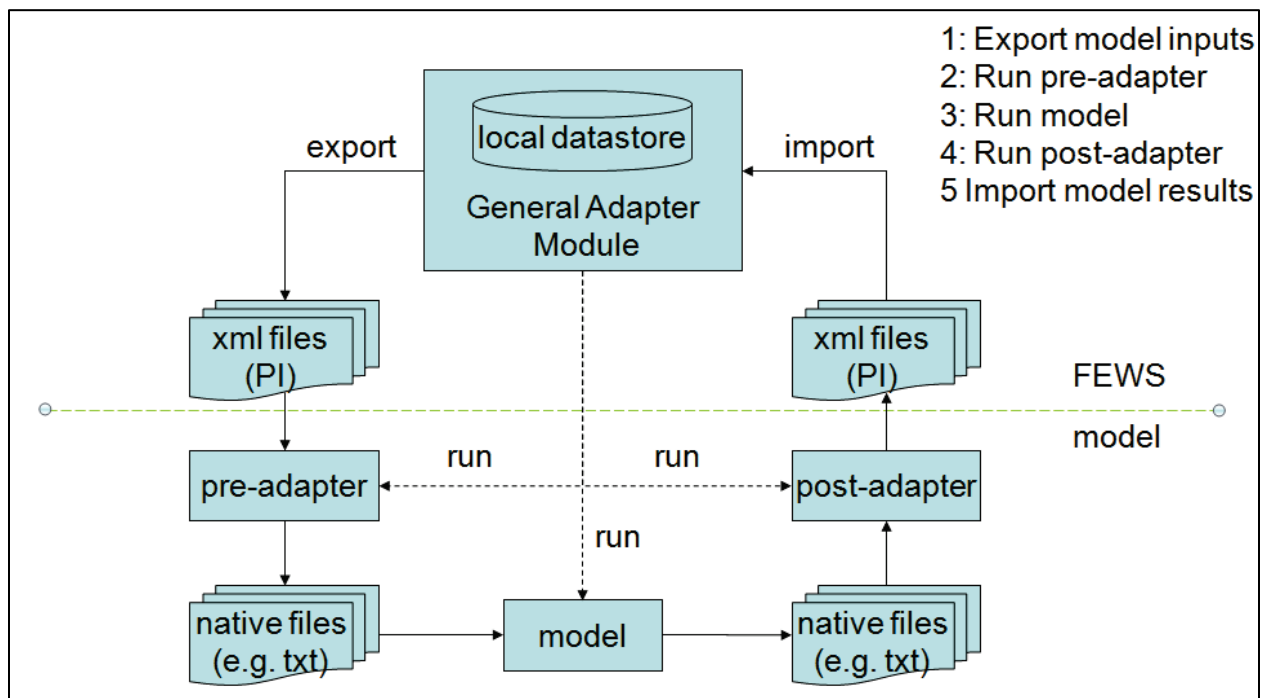 1: Export model inputs
2: Run pre-adapter
3: Run model
4: Run post-adapter
5 Import model results
local datastore
export
import
General Adapter
Module
xml files
(PI)
xml files
(PI)
FEWS
model
run
run
pre-adapter
post-adapter
run
native files
(e.g. txt)
model
native files
(e.g. txt)